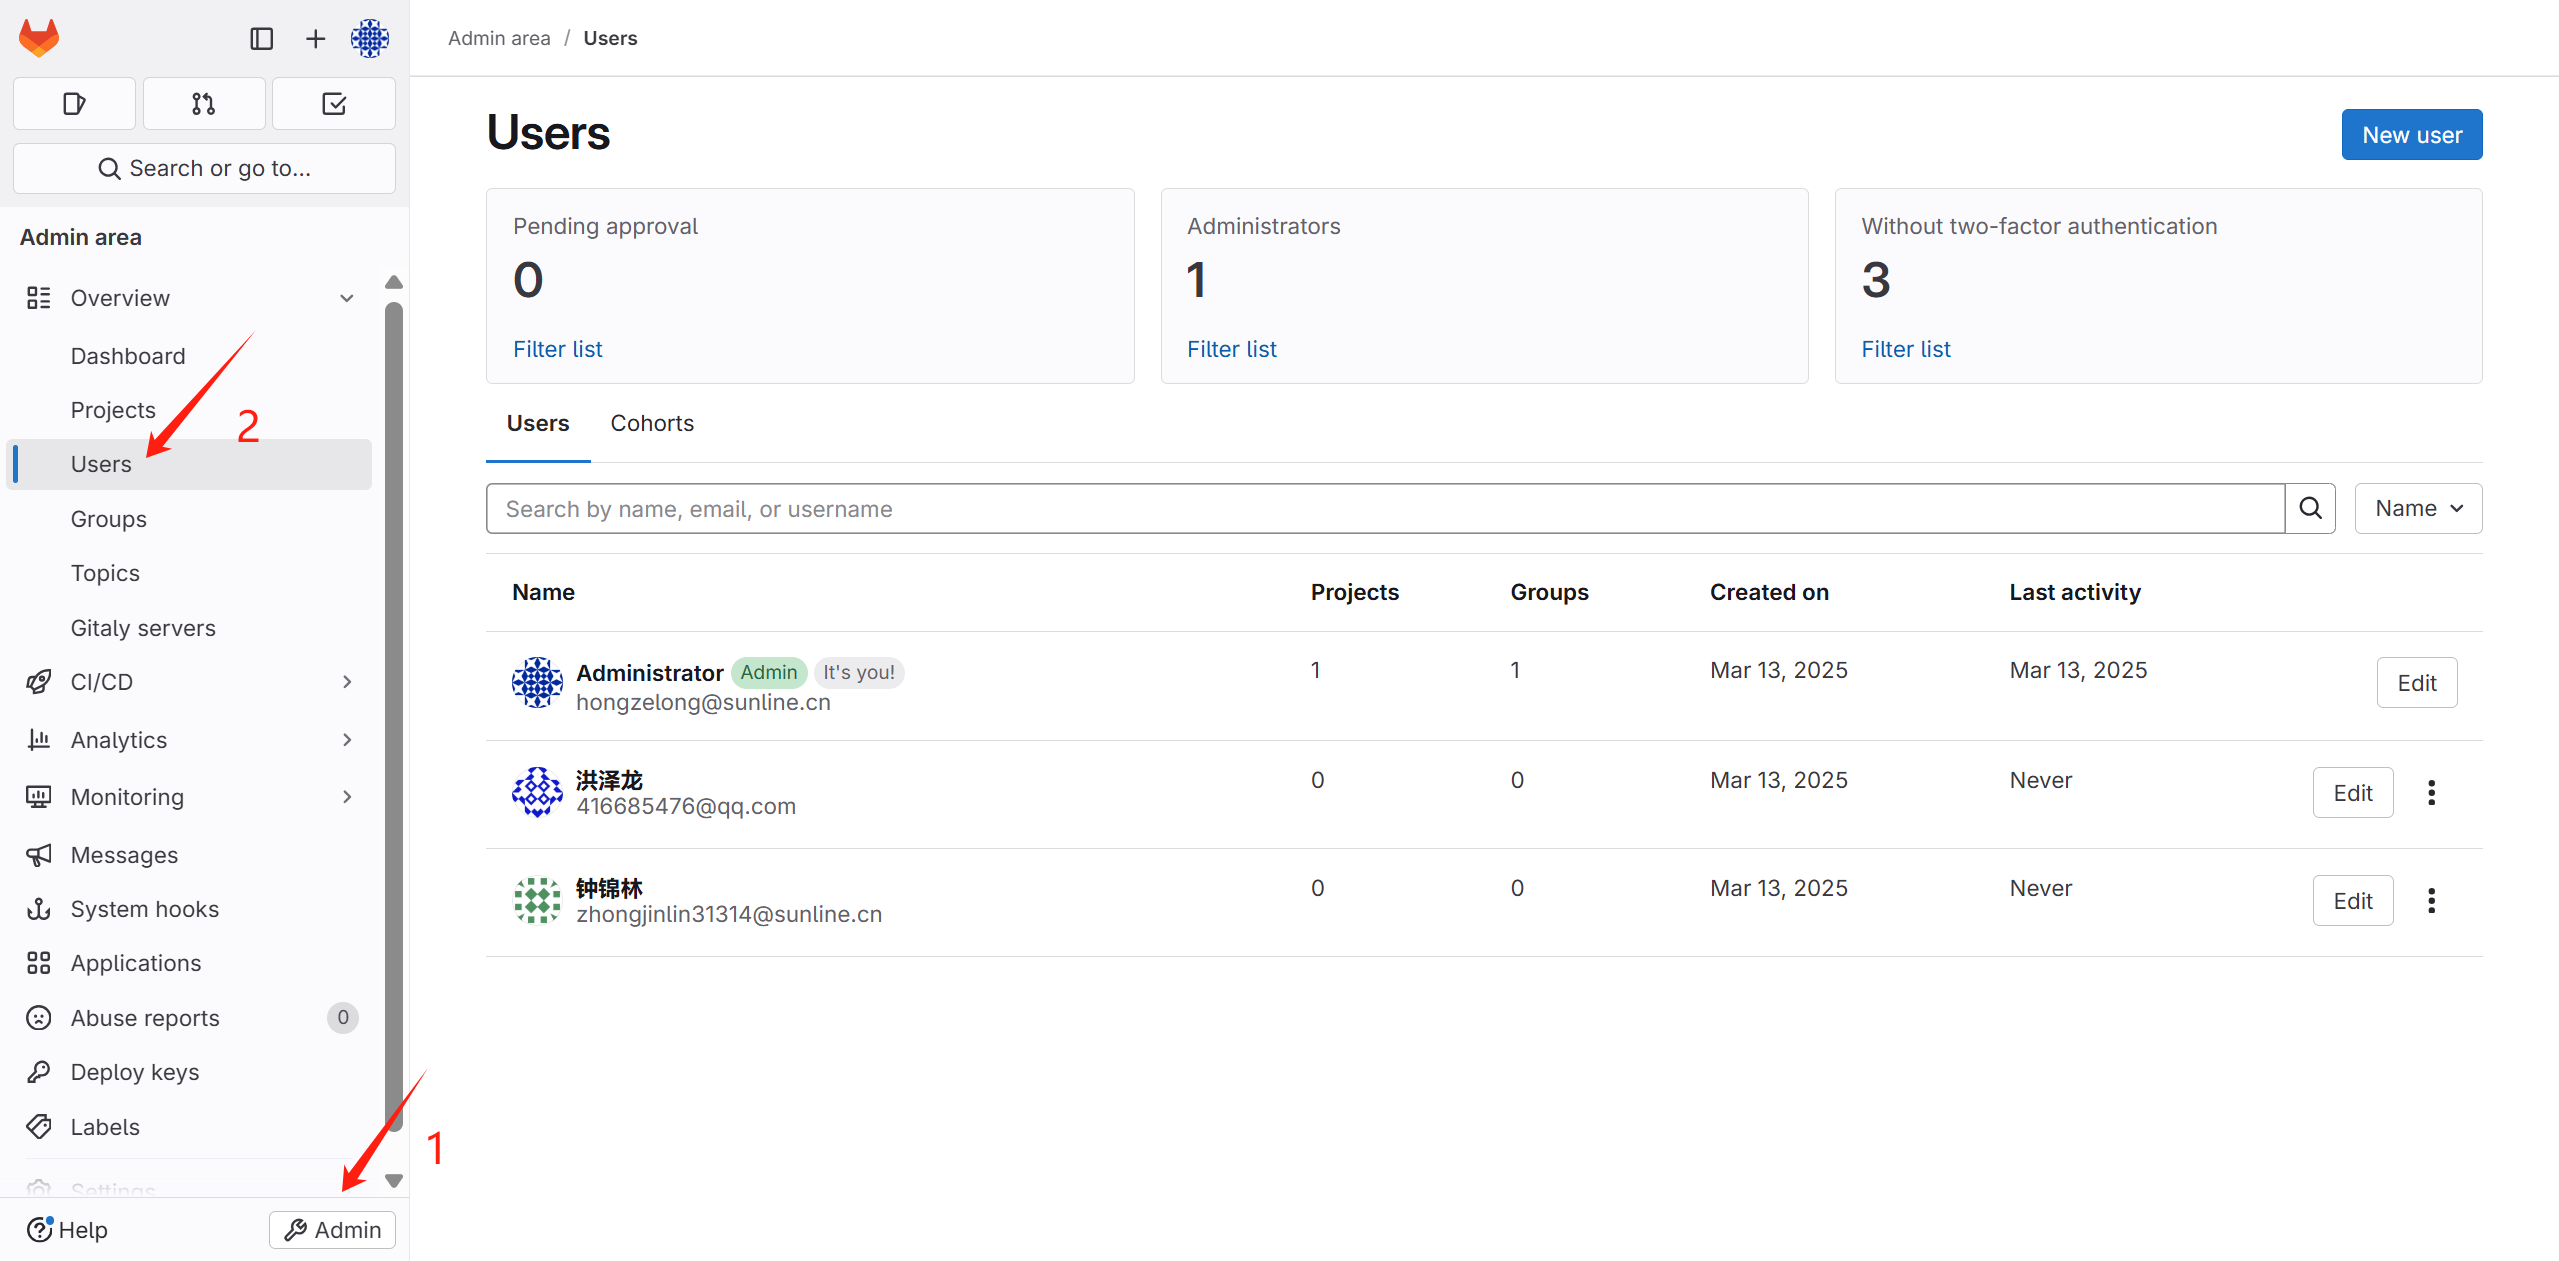 Admin area / Users
Search or go to...
Admin area
Overview
Dashboard
Projects
2
Users
Groups
Topics
Gitaly servers
CI/CD
Analytics
Monitoring
Messages
System hooks
Applications
Abuse reports 0
Deploy keys
Labels
1
Settings
Help
Admin
Users
New user
Pending approval
0
Filter list
Administrators
1
Filter list
Without two-factor authentication
3
Filter list
Users Cohorts
Search by name, email, or username
Name
Name Projects Groups Created on Last activity
Administrator Admin It's you! 1 1 Mar 13, 2025 Mar 13, 2025 Edit
hongzelong@sunline.cn
洪泽龙 0 0 Mar 13, 2025 Never Edit
416685476@qq.com
钟锦林 0 0 Mar 13, 2025 Never Edit
zhongjinlin31314@sunline.cn